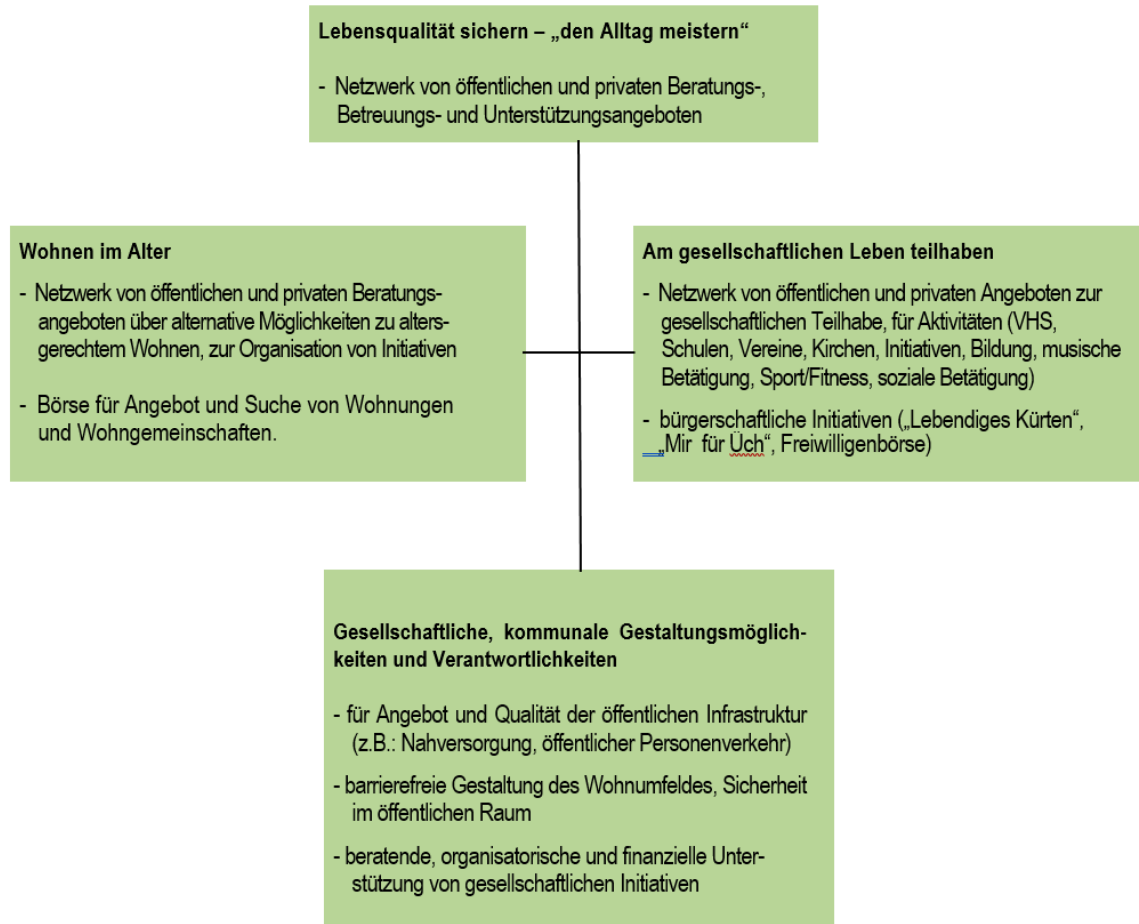 Lebensqualität sichern – „den Alltag meistern“
- Netzwerk von öffentlichen und privaten Beratungs-,
Betreuungs- und Unterstützungsangeboten
Wohnen im Alter
- Netzwerk von öffentlichen und privaten Beratungs-
angeboten über alternative Möglichkeiten zu alters-
gerechtem Wohnen, zur Organisation von Initiativen
- Börse für Angebot und Suche von Wohnungen
und Wohngemeinschaften.
Am gesellschaftlichen Leben teilhaben
- Netzwerk von öffentlichen und privaten Angeboten zur
gesellschaftlichen Teilhabe, für Aktivitäten (VHS,
Schulen, Vereine, Kirchen, Initiativen, Bildung, musische
Betätigung, Sport/Fitness, soziale Betätigung)
- bürgerschaftliche Initiativen („Lebendiges Kürten“,
„Mir für Üch“, Freiwilligenbörse)
Gesellschaftliche, kommunale Gestaltungsmöglich-
keiten und Verantwortlichkeiten
- für Angebot und Qualität der öffentlichen Infrastruktur
(z.B.: Nahversorgung, öffentlicher Personenverkehr)
- barrierefreie Gestaltung des Wohnumfeldes, Sicherheit
im öffentlichen Raum
- beratende, organisatorische und finanzielle Unter-
stützung von gesellschaftlichen Initiativen